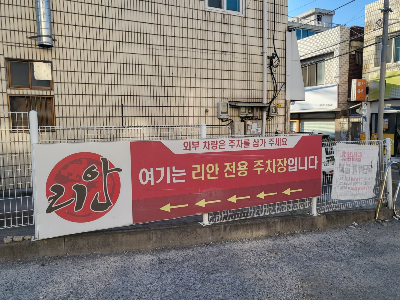 외부 차량은 주차를 삼가 주세요
리안
여기는 리안 전용 주차장입니다